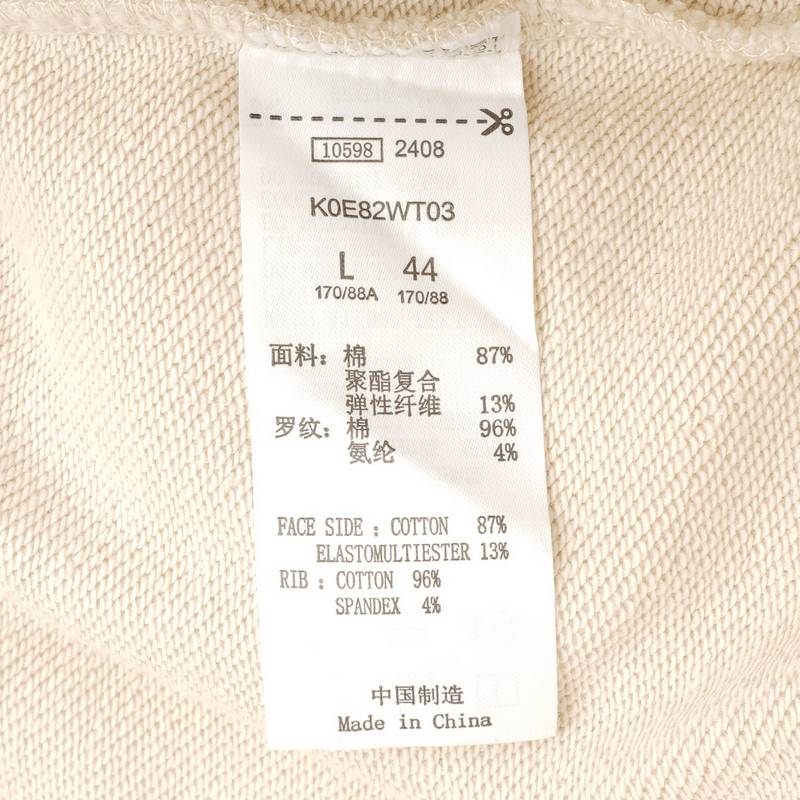 10598 2408
K0E82WT03
L 44
170/88A 170/88
面料：棉 87%
聚酯复合
弹性纤维 13%
罗纹：棉 96%
氨纶 4%
FACE SIDE : COTTON 87%
ELASTOMULTIESTER 13%
RIB : COTTON 96%
SPANDEX 4%
中国制造
Made in China